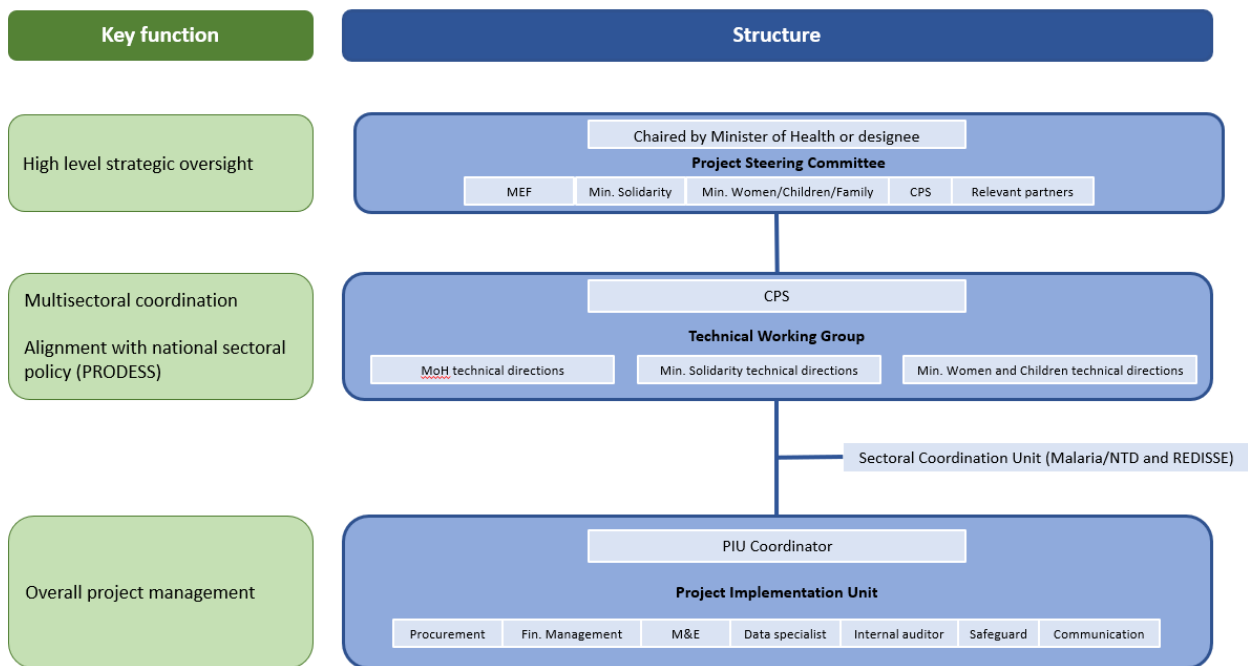 Key function
Structure
High level strategic oversight
Chaired by Minister of Health or designee
Project Steering Committee
MEF
Min. Solidarity
Min. Women/Children/Family
CPS
Relevant partners
Multisectoral coordination
Alignment with national sectoral
policy (PRODESS)
CPS
Technical Working Group
MoH technical directions
Min. Solidarity technical directions
Min. Women and Children technical directions
Sectoral Coordination Unit (Malaria/NTD and REDISSE)
Overall project management
PIU Coordinator
Project Implementation Unit
Procurement
Fin. Management
M&E
Data specialist
Internal auditor
Safeguard
Communication